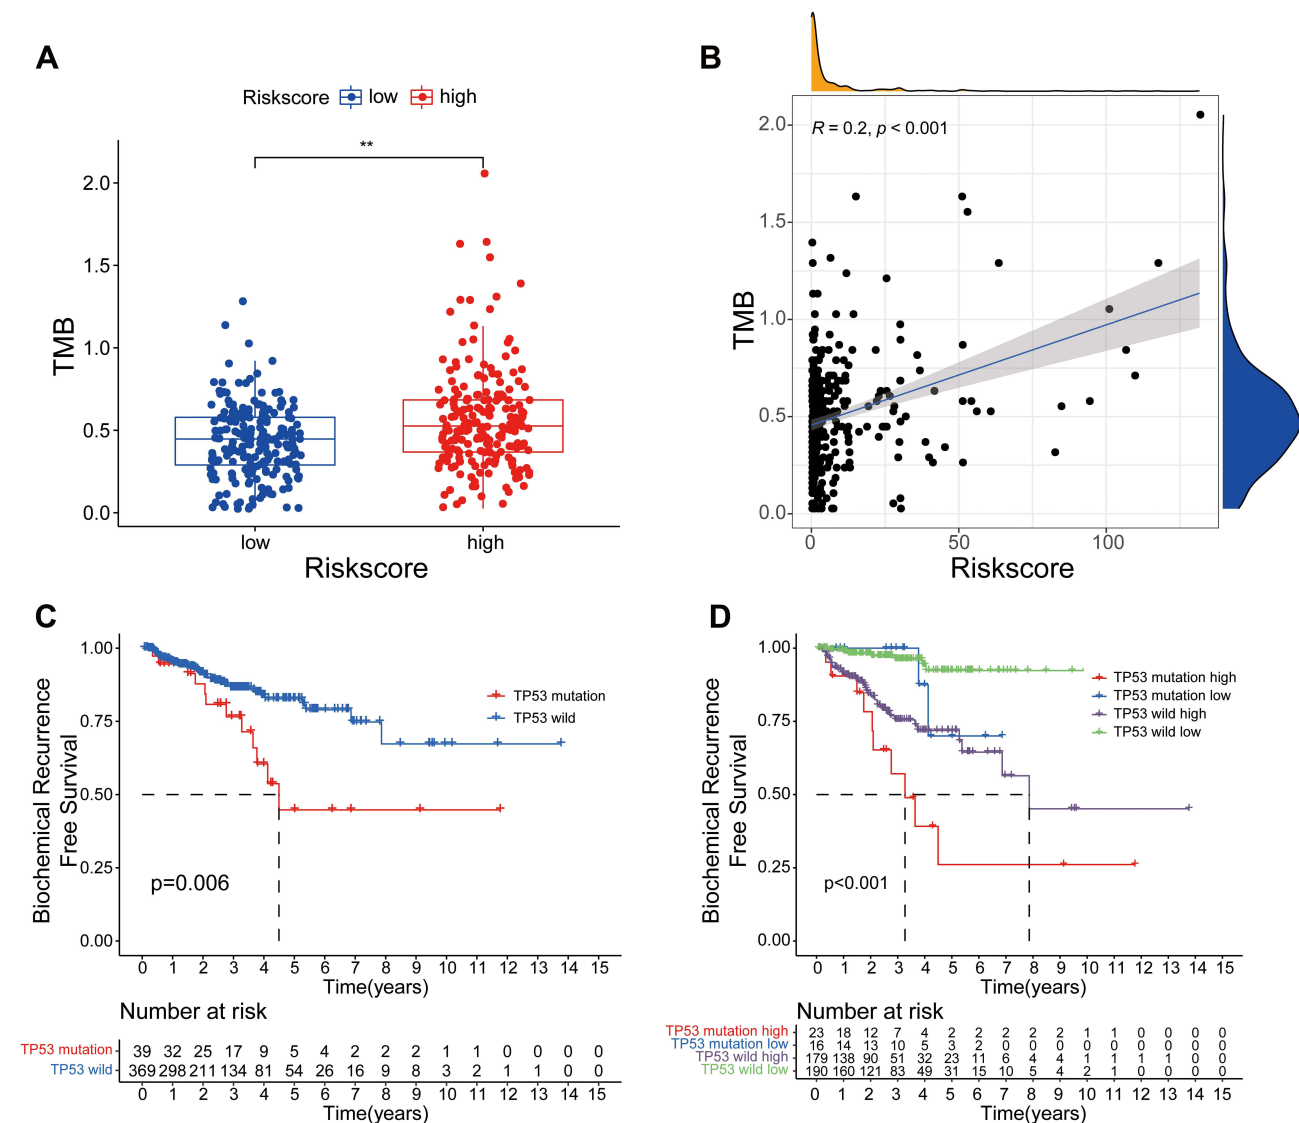 A
Riskscore low high
**
TMB
2.0
1.5
1.0
0.5
0.0
low high
Riskscore
B
R = 0.2, p < 0.001
TMB
2.0
1.5
1.0
0.5
0.0
0 50 100
Riskscore
C
Biochemical Recurrence
Free Survival
1.00
0.75
0.50
0.25
0.00
TP53 mutation
TP53 wild
p=0.006
0 1 2 3 4 5 6 7 8 9 10 11 12 13 14 15
Time(years)
Number at risk
TP53 mutation 39 32 25 17 9 5 4 2 2 2 1 1 0 0 0 0
TP53 wild 369 298 211 134 81 54 26 16 9 8 3 2 1 1 0 0
0 1 2 3 4 5 6 7 8 9 10 11 12 13 14 15
Time(years)
D
Biochemical Recurrence
Free Survival
1.00
0.75
0.50
0.25
0.00
TP53 mutation high
TP53 mutation low
TP53 wild high
TP53 wild low
p<0.001
0 1 2 3 4 5 6 7 8 9 10 11 12 13 14 15
Time(years)
Number at risk
TP53 mutation high 23 18 12 7 4 2 2 2 2 2 1 1 0 0 0 0
TP53 mutation low 16 14 13 10 5 3 2 0 0 0 0 0 0 0 0 0
TP53 wild high 179 138 90 51 32 23 11 6 4 4 1 1 1 1 0 0
TP53 wild low 190 160 121 83 49 31 15 10 5 4 2 1 0 0 0 0
0 1 2 3 4 5 6 7 8 9 10 11 12 13 14 15
Time(years)